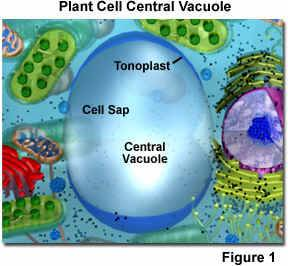 Plant Cell Central Vacuole
Tonoplast
Cell Sap
Central
Vacuole
Figure 1